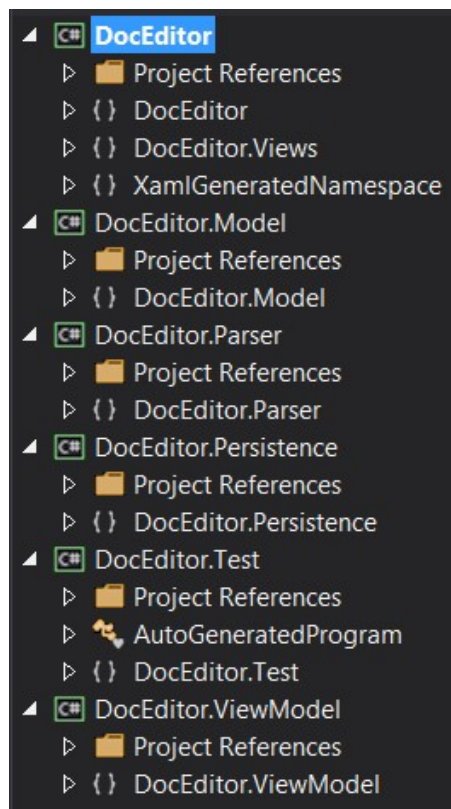 C# DocEditor
Project References
{ } DocEditor
{ } DocEditor.Views
{ } XamlGeneratedNamespace
C# DocEditor.Model
Project References
{ } DocEditor.Model
C# DocEditor.Parser
Project References
{ } DocEditor.Parser
C# DocEditor.Persistence
Project References
{ } DocEditor.Persistence
C# DocEditor.Test
Project References
AutoGeneratedProgram
{ } DocEditor.Test
C# DocEditor.ViewModel
Project References
{ } DocEditor.ViewModel